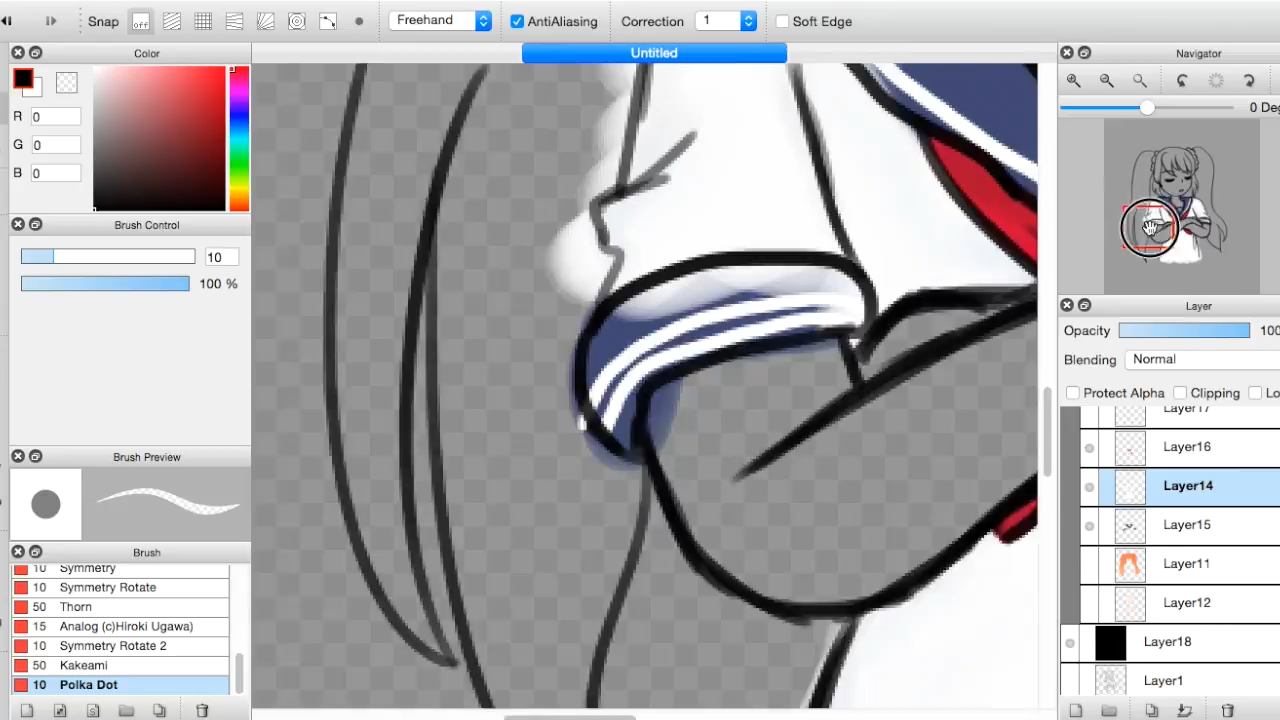 Snap
off
Freehand
AntiAliasing
Correction
1
Soft Edge
Color
Untitled
Navigator
R
0
G
0
B
0
0 Deg
Brush Control
10
100 %
Layer
Opacity
100
Blending
Normal
Protect Alpha
Clipping
Lo
Layer17
Layer16
Layer14
Layer15
Layer11
Layer12
Layer18
Layer1
Brush Preview
Brush
10 Symmetry
10 Symmetry Rotate
50 Thorn
15 Analog (c)Hiroki Ugawa)
10 Symmetry Rotate 2
50 Kakeami
10 Polka Dot